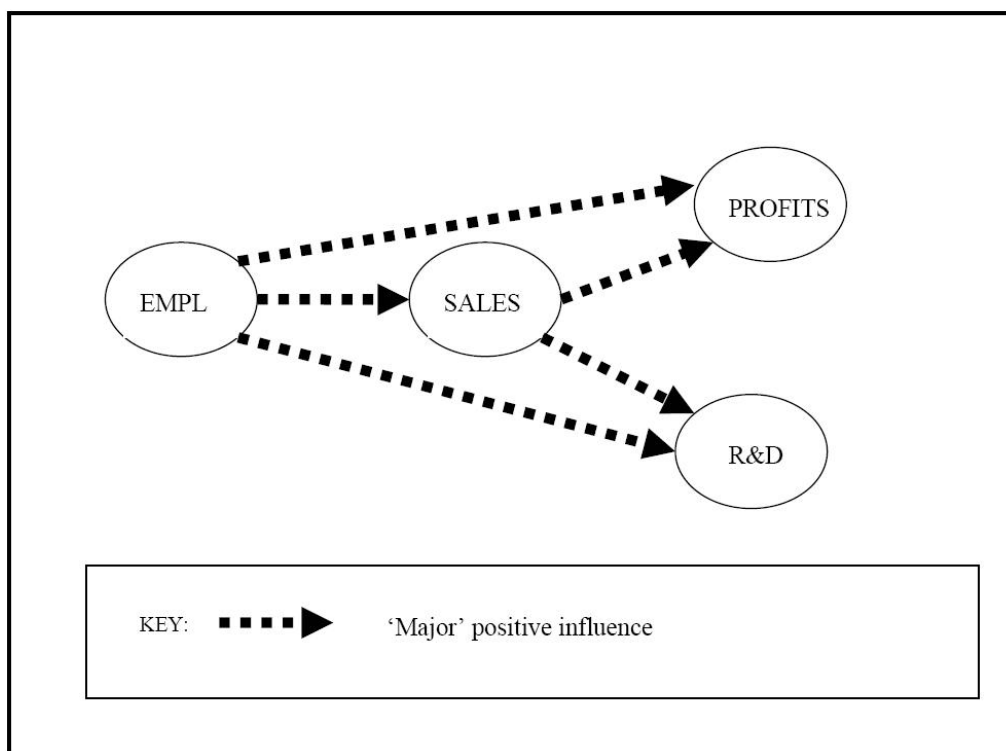 PROFITS
EMPL
SALES
R&D
KEY:
‘Major’ positive influence